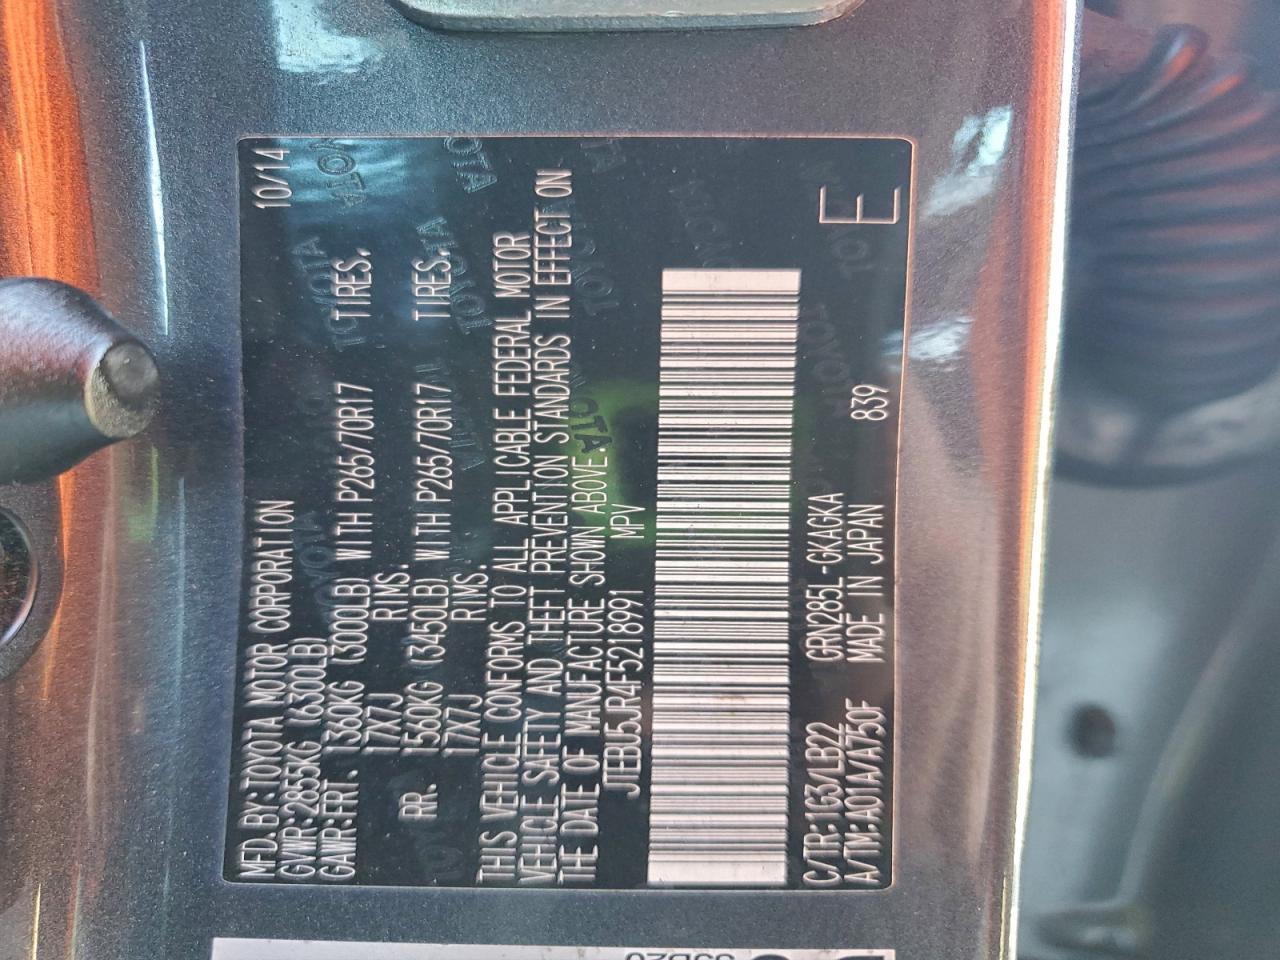 MFD.BY:TOYOTA MOTOR CORPORATION 10/14
GVWR:2855KG (6300LB)
GAWR:FRT. 1360KG (3000LB) WITH P265/70R17 TIRES.
17X7J RIMS.
RR. 1560KG (3450LB) WITH P265/70R17 TIRES.
17X7J RIMS.
THIS VEHICLE CONFORMS TO ALL APPLICABLE FEDERAL MOTOR
VEHICLE SAFETY AND THEFT PREVENTION STANDARDS IN EFFECT ON
THE DATE OF MANUFACTURE SHOWN ABOVE.
JTEBU5JR4F5218991 MPV
C/TR:1G3/LB22 GRN285L-GKAGKA
A/TM:A01A/A750F MADE IN JAPAN 839 E